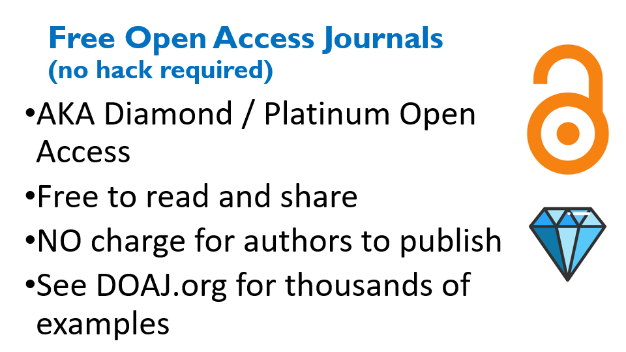 Free Open Access Journals
(no hack required)
•AKA Diamond / Platinum Open
Access
•Free to read and share
•NO charge for authors to publish
•See DOAJ.org for thousands of
examples